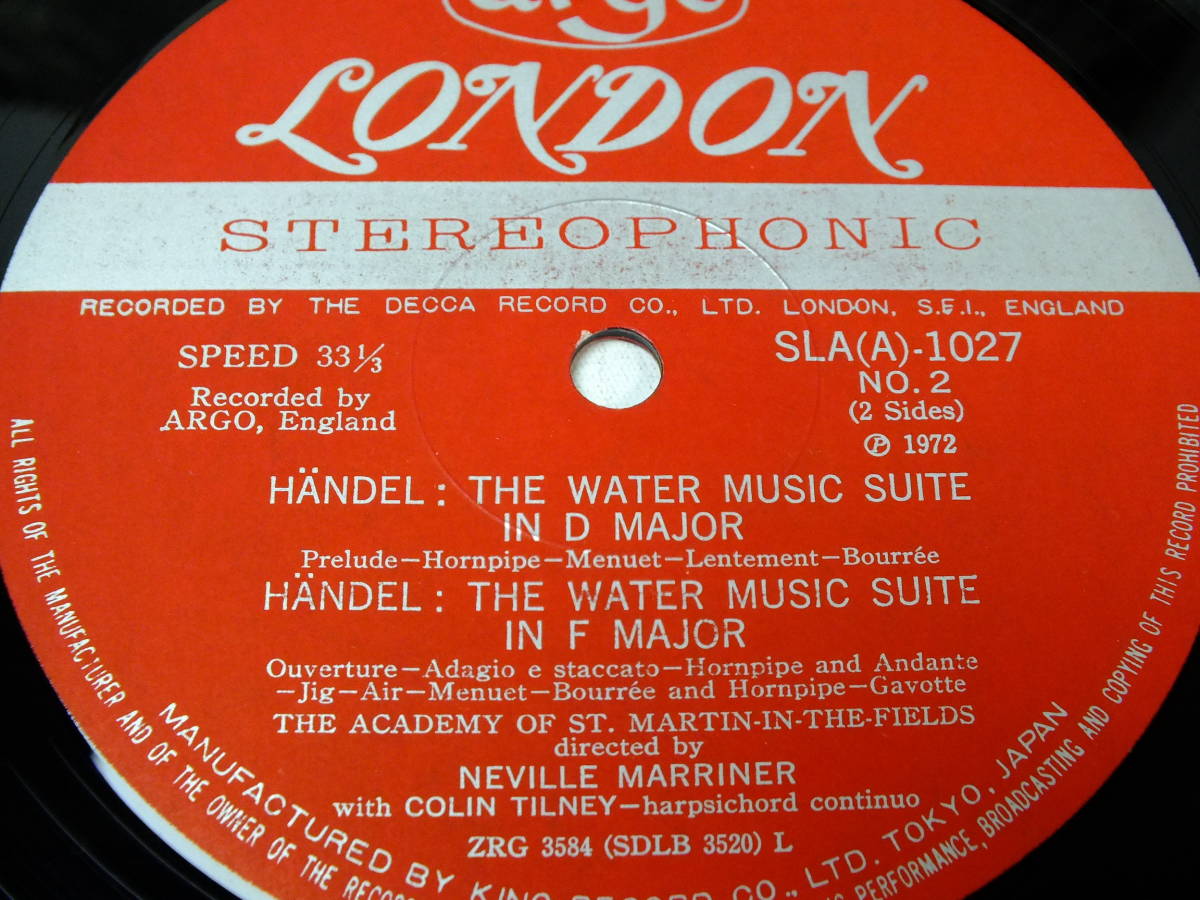 argo
LONDON
STEREOPHONIC
RECORDED BY THE DECCA RECORD CO., LTD. LONDON, S.E.I., ENGLAND
SPEED 33⅓
Recorded by
ARGO, England
SLA(A)-1027
NO. 2
(2 Sides)
Ⓟ 1972
HÄNDEL: THE WATER MUSIC SUITE
IN D MAJOR
Prelude—Hornpipe—Menuet—Lentement—Bourrée
HÄNDEL: THE WATER MUSIC SUITE
IN F MAJOR
Ouverture—Adagio e staccato—Hornpipe and Andante
—Jig—Air—Menuet—Bourrée and Hornpipe—Gavotte
THE ACADEMY OF ST. MARTIN-IN-THE-FIELDS
directed by
NEVILLE MARRINER
with COLIN TILNEY—harpsichord continuo
ZRG 3584 (SDLB 3520) L
MANUFACTURED BY KING RECORD CO., LTD. TOKYO, JAPAN
ALL RIGHTS OF THE MANUFACTURER AND OF THE OWNER OF THE
PERFORMANCE, BROADCASTING AND COPYING OF THIS RECORD PROHIBITED